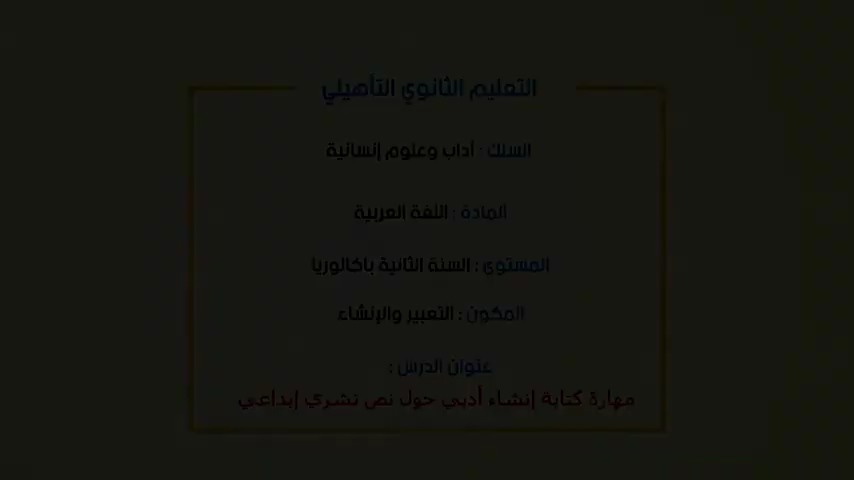 التعليم الثانوي التأهيلي
السلك : آداب وعلوم إنسانية
المادة : اللغة العربية
المستوى : السنة الثانية باكالوريا
المكون : التعبير والإنشاء
عنوان الدرس :
مهارة كتابة إنشاء أدبي حول نص نثري إبداعي